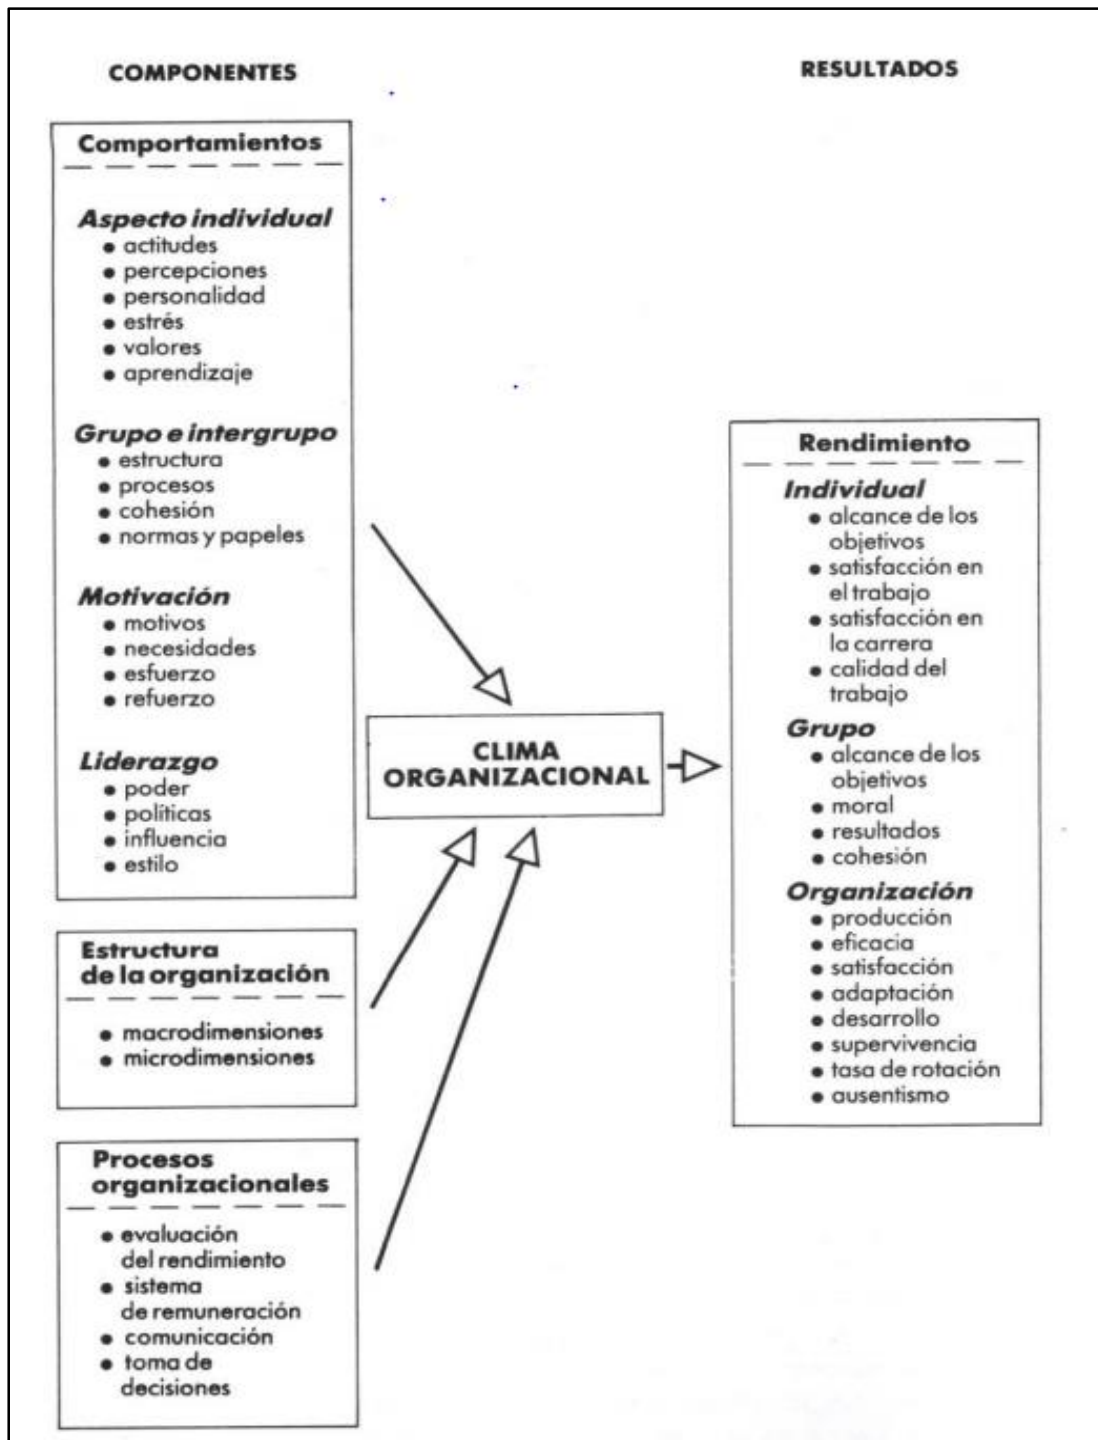 COMPONENTES
Comportamientos
Aspecto individual
● actitudes
● percepciones
● personalidad
● estrés
● valores
● aprendizaje
Grupo e intergrupo
● estructura
● procesos
● cohesión
● normas y papeles
Motivación
● motivos
● necesidades
● esfuerzo
● refuerzo
Liderazgo
● poder
● políticas
● influencia
● estilo
Estructura
de la organización
● macrodimensiones
● microdimensiones
Procesos
organizacionales
● evaluación
del rendimiento
● sistema
de remuneración
● comunicación
● toma de
decisiones
CLIMA
ORGANIZACIONAL
RESULTADOS
Rendimiento
Individual
● alcance de los
objetivos
● satisfacción en
el trabajo
● satisfacción en
la carrera
● calidad del
trabajo
Grupo
● alcance de los
objetivos
● moral
● resultados
● cohesión
Organización
● producción
● eficacia
● satisfacción
● adaptación
● desarrollo
● supervivencia
● tasa de rotación
● ausentismo